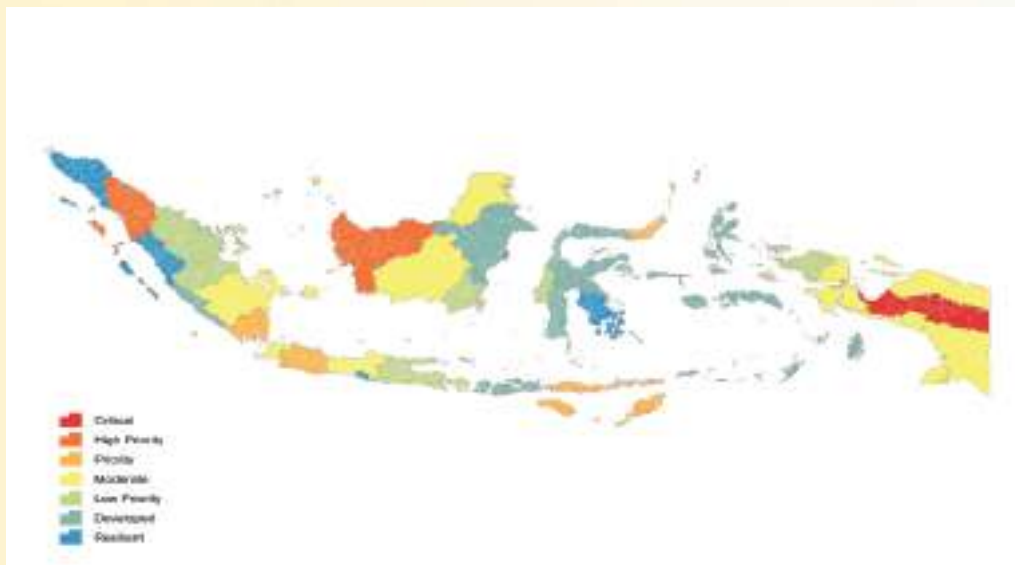 Critical
High Priority
Priority
Moderate
Low Priority
Developed
Resilient